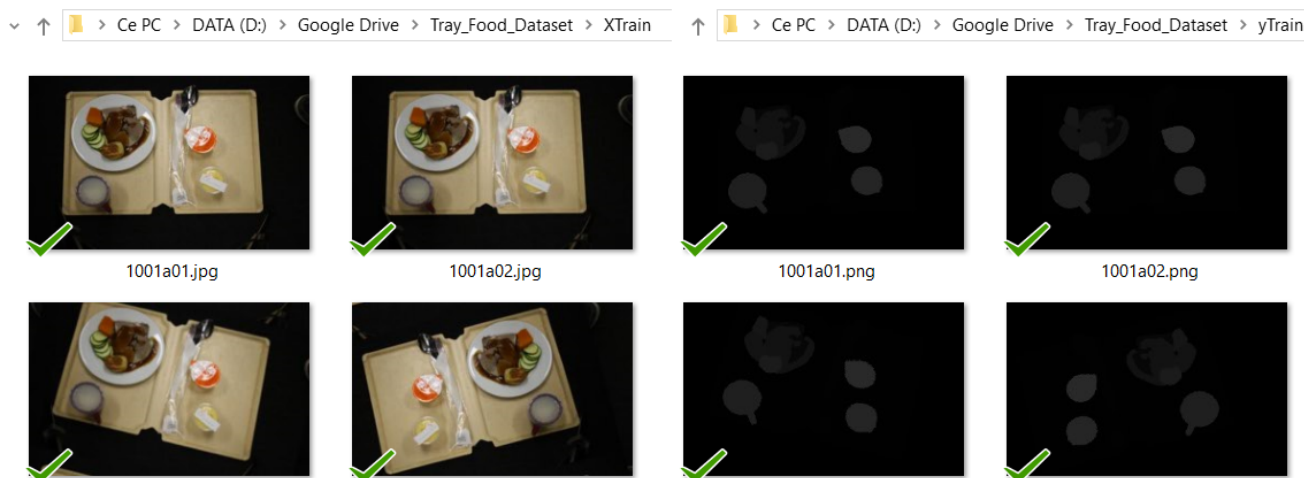 Ce PC > DATA (D:) > Google Drive > Tray_Food_Dataset > XTrain
Ce PC > DATA (D:) > Google Drive > Tray_Food_Dataset > yTrain
1001a01.jpg
1001a02.jpg
1001a01.png
1001a02.png